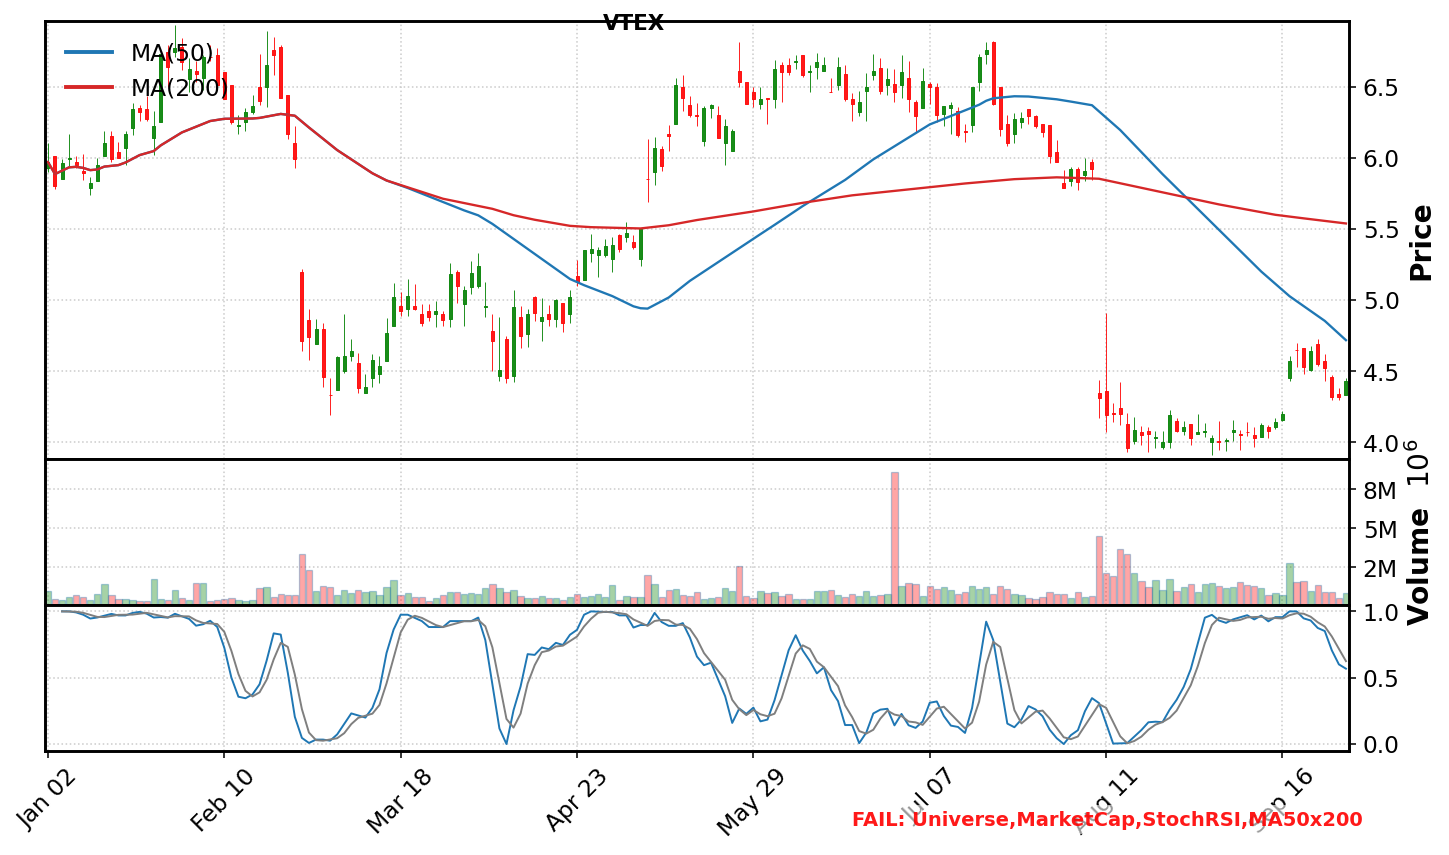 VTEX
MA(50)
MA(200)
6.5
6.0
5.5
5.0
4.5
4.0
Price
8M
5M
2M
Volume 10^6
1.0
0.5
0.0
Jan 02
Feb 10
Mar 18
Apr 23
May 29
Jul 07
Aug 11
Sep 16
FAIL: Universe,MarketCap,StochRSI,MA50x200